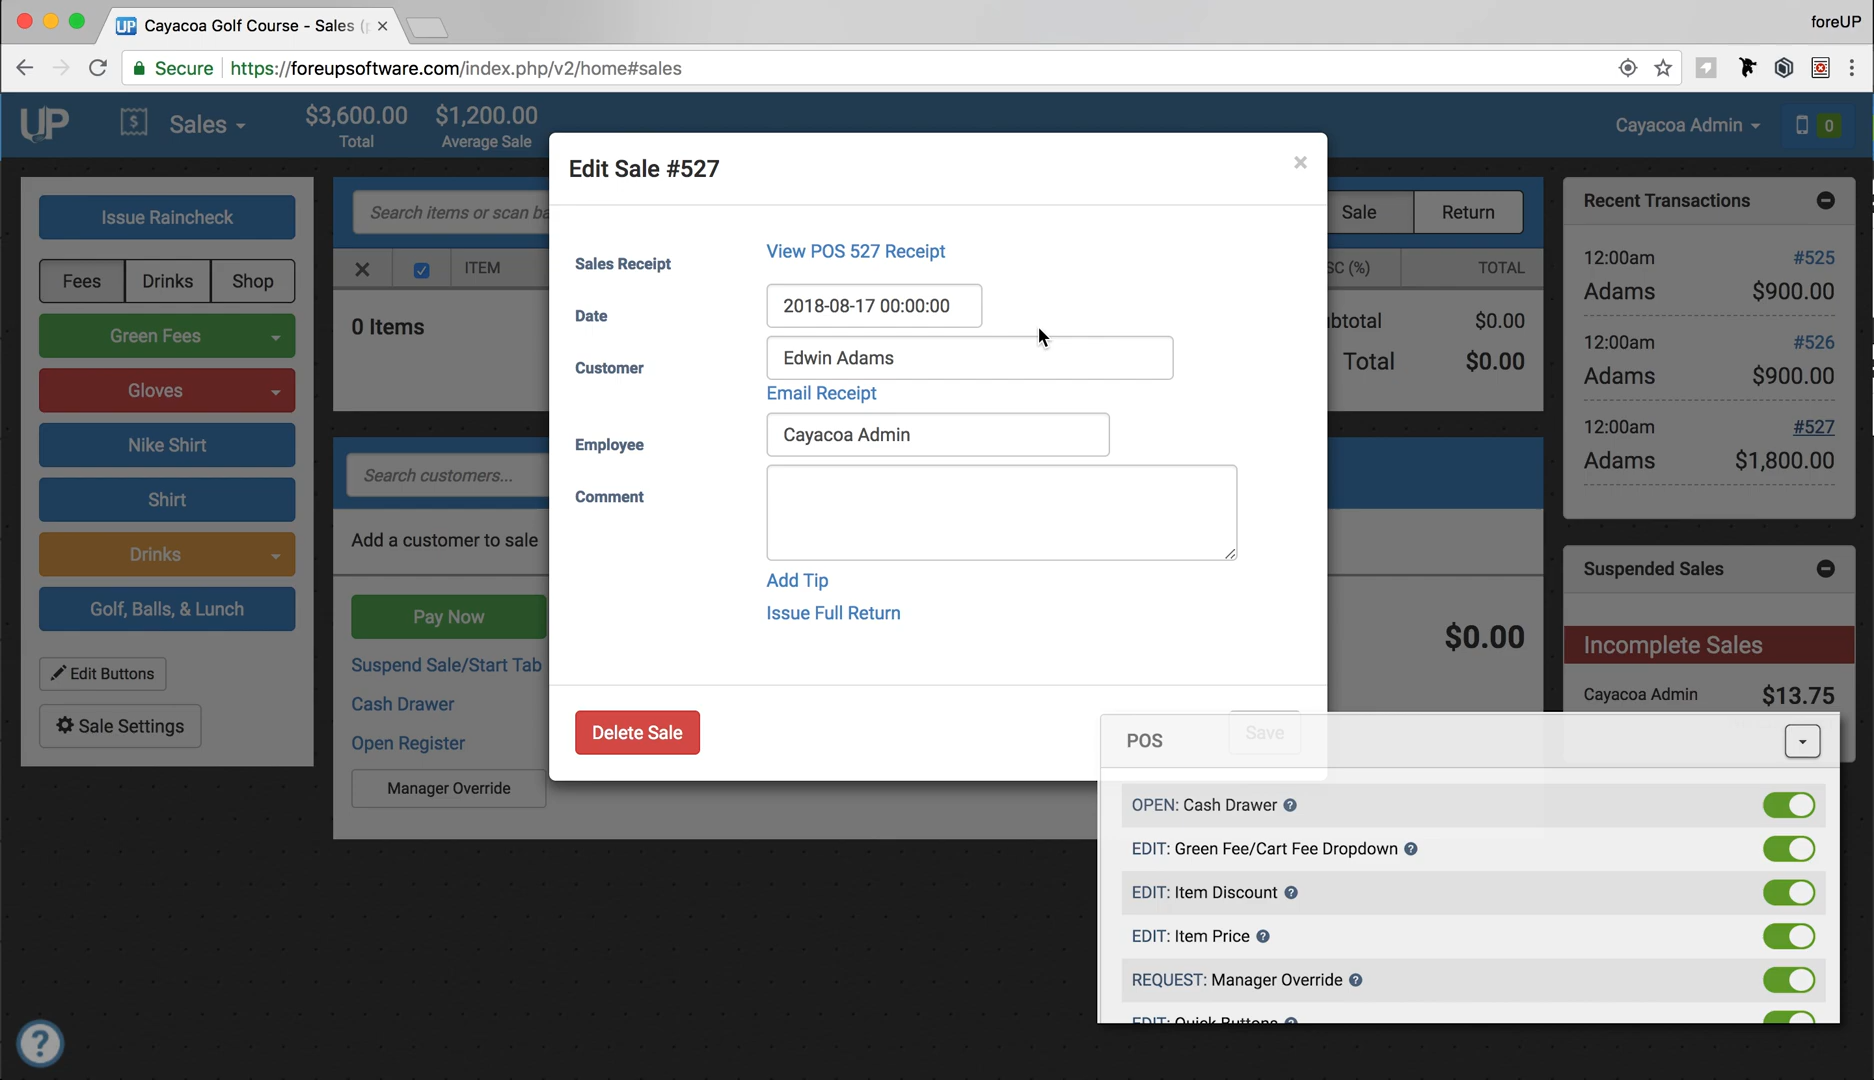 Cayacoa Golf Course - Sales (
foreUP
Secure https://foreupsoftware.com/index.php/v2/home#sales
UP
Sales
$3,600.00
Total
$1,200.00
Average Sale
Cayacoa Admin
0
Issue Raincheck
Fees
Drinks
Shop
Green Fees
Gloves
Nike Shirt
Shirt
Drinks
Golf, Balls, & Lunch
Edit Buttons
Sale Settings
Search items or scan ba
ITEM
0 Items
Search customers...
Add a customer to sale
Pay Now
Suspend Sale/Start Tab
Cash Drawer
Open Register
Manager Override
Edit Sale #527
×
Sales Receipt
View POS 527 Receipt
Date
2018-08-17 00:00:00
Customer
Edwin Adams
Email Receipt
Employee
Cayacoa Admin
Comment
Add Tip
Issue Full Return
Delete Sale
Save
Sale
Return
SC (%)
TOTAL
btotal
$0.00
Total
$0.00
$0.00
Recent Transactions
12:00am
#525
Adams
$900.00
12:00am
#526
Adams
$900.00
12:00am
#527
Adams
$1,800.00
Suspended Sales
Incomplete Sales
Cayacoa Admin
$13.75
POS
OPEN: Cash Drawer
EDIT: Green Fee/Cart Fee Dropdown
EDIT: Item Discount
EDIT: Item Price
REQUEST: Manager Override
EDIT: Quick Buttons
?